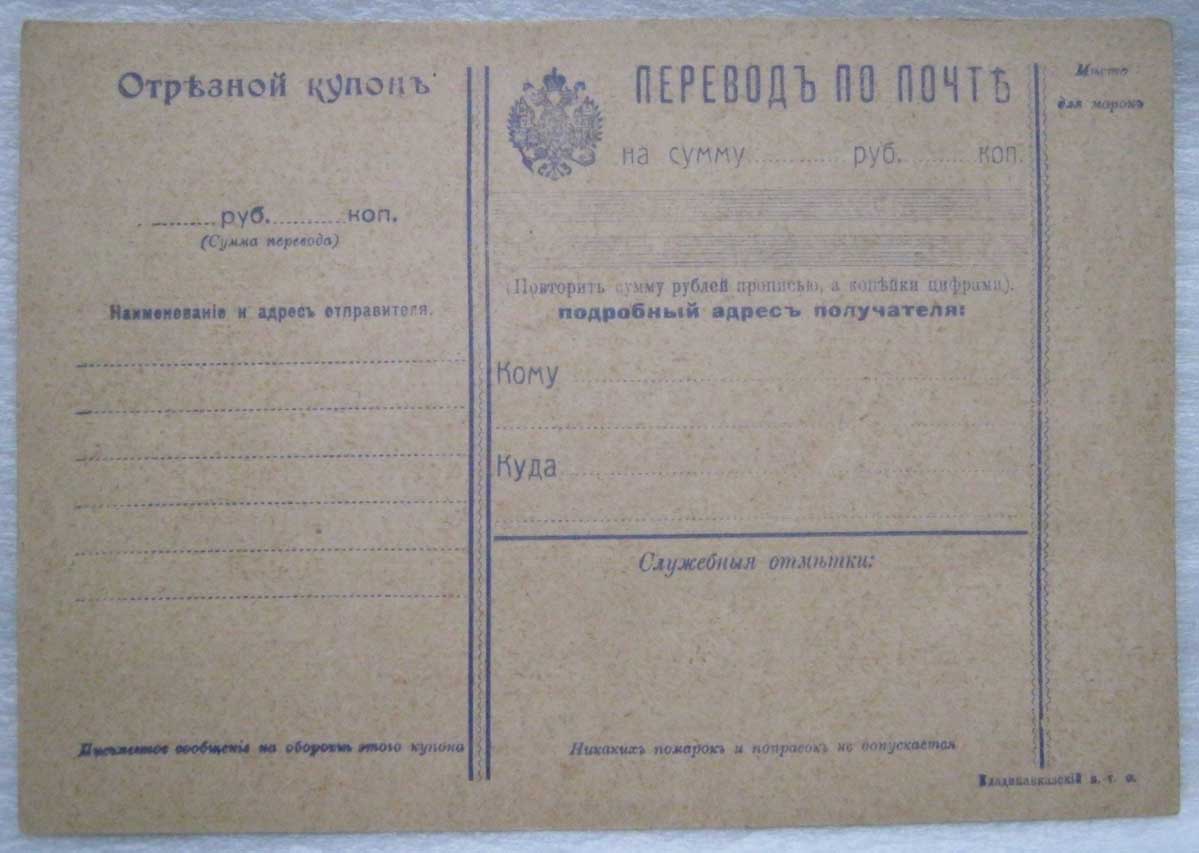 Отрѣзной купонъ
руб. коп.
(Сумма перевода)
Наименованіе и адресъ отправителя.
Письменное сообщеніе на оборотѣ этого купона
ПЕРЕВОДЪ ПО ПОЧТѢ
на сумму руб. коп.
(Повторить сумму рублей прописью, а копѣйки цифрами).
подробный адресъ получателя:
Кому
Куда
Служебныя отмѣтки:
Никакихъ помарокъ и поправокъ не допускается
Мѣсто
для марокъ
Владикавказскій п.-т. о.